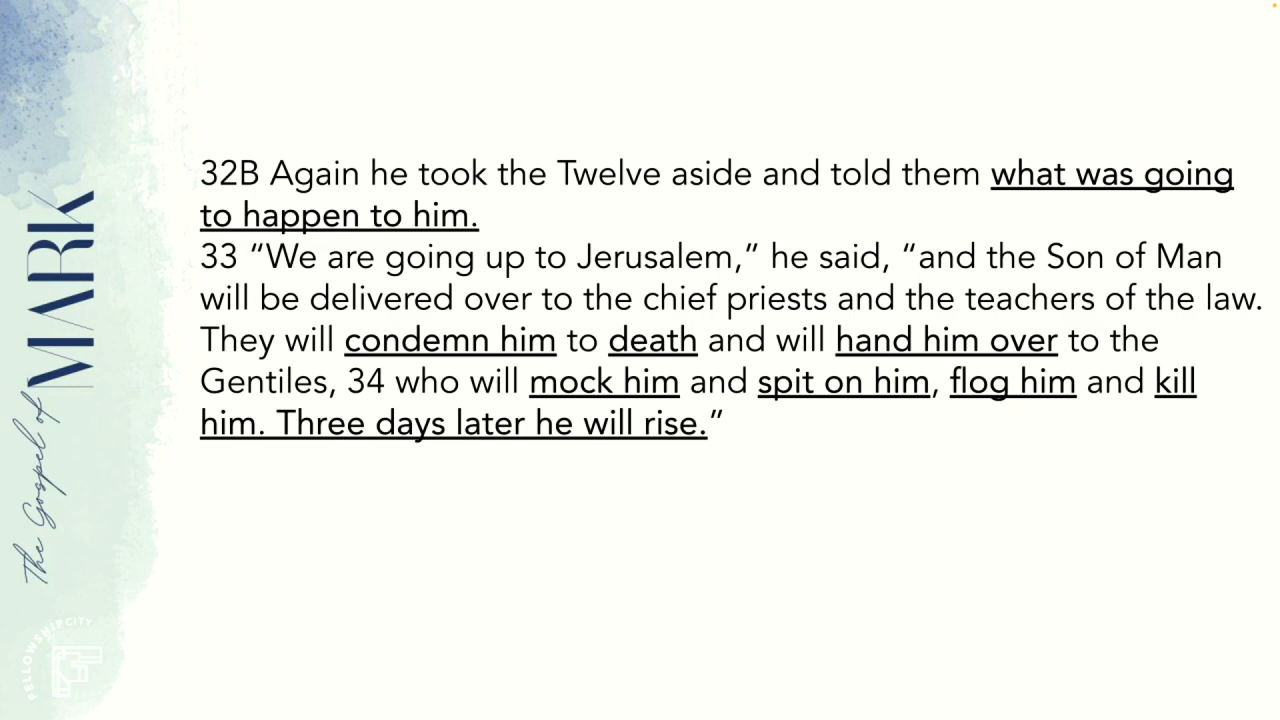 32B Again he took the Twelve aside and told them what was going
to happen to him.
33 “We are going up to Jerusalem,” he said, “and the Son of Man
will be delivered over to the chief priests and the teachers of the law.
They will condemn him to death and will hand him over to the
Gentiles, 34 who will mock him and spit on him, flog him and kill
him. Three days later he will rise.”
The Gospel of MARK
FELLOWSHIPCITY